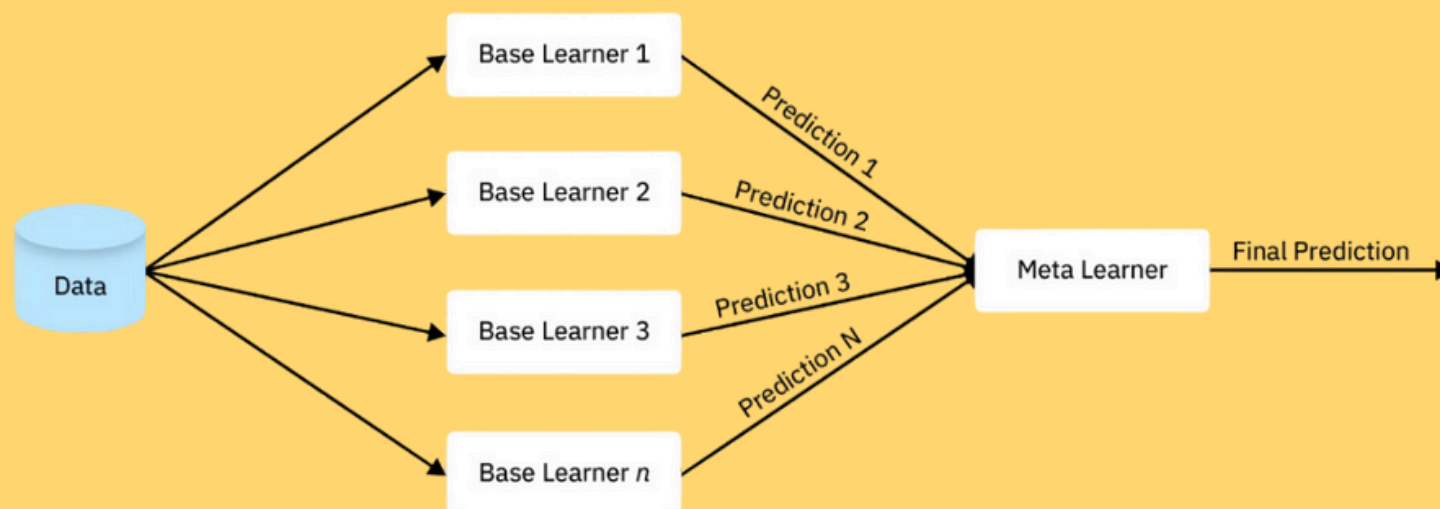 Data
Base Learner 1
Base Learner 2
Base Learner 3
Base Learner n
Prediction 1
Prediction 2
Prediction 3
Prediction N
Meta Learner
Final Prediction